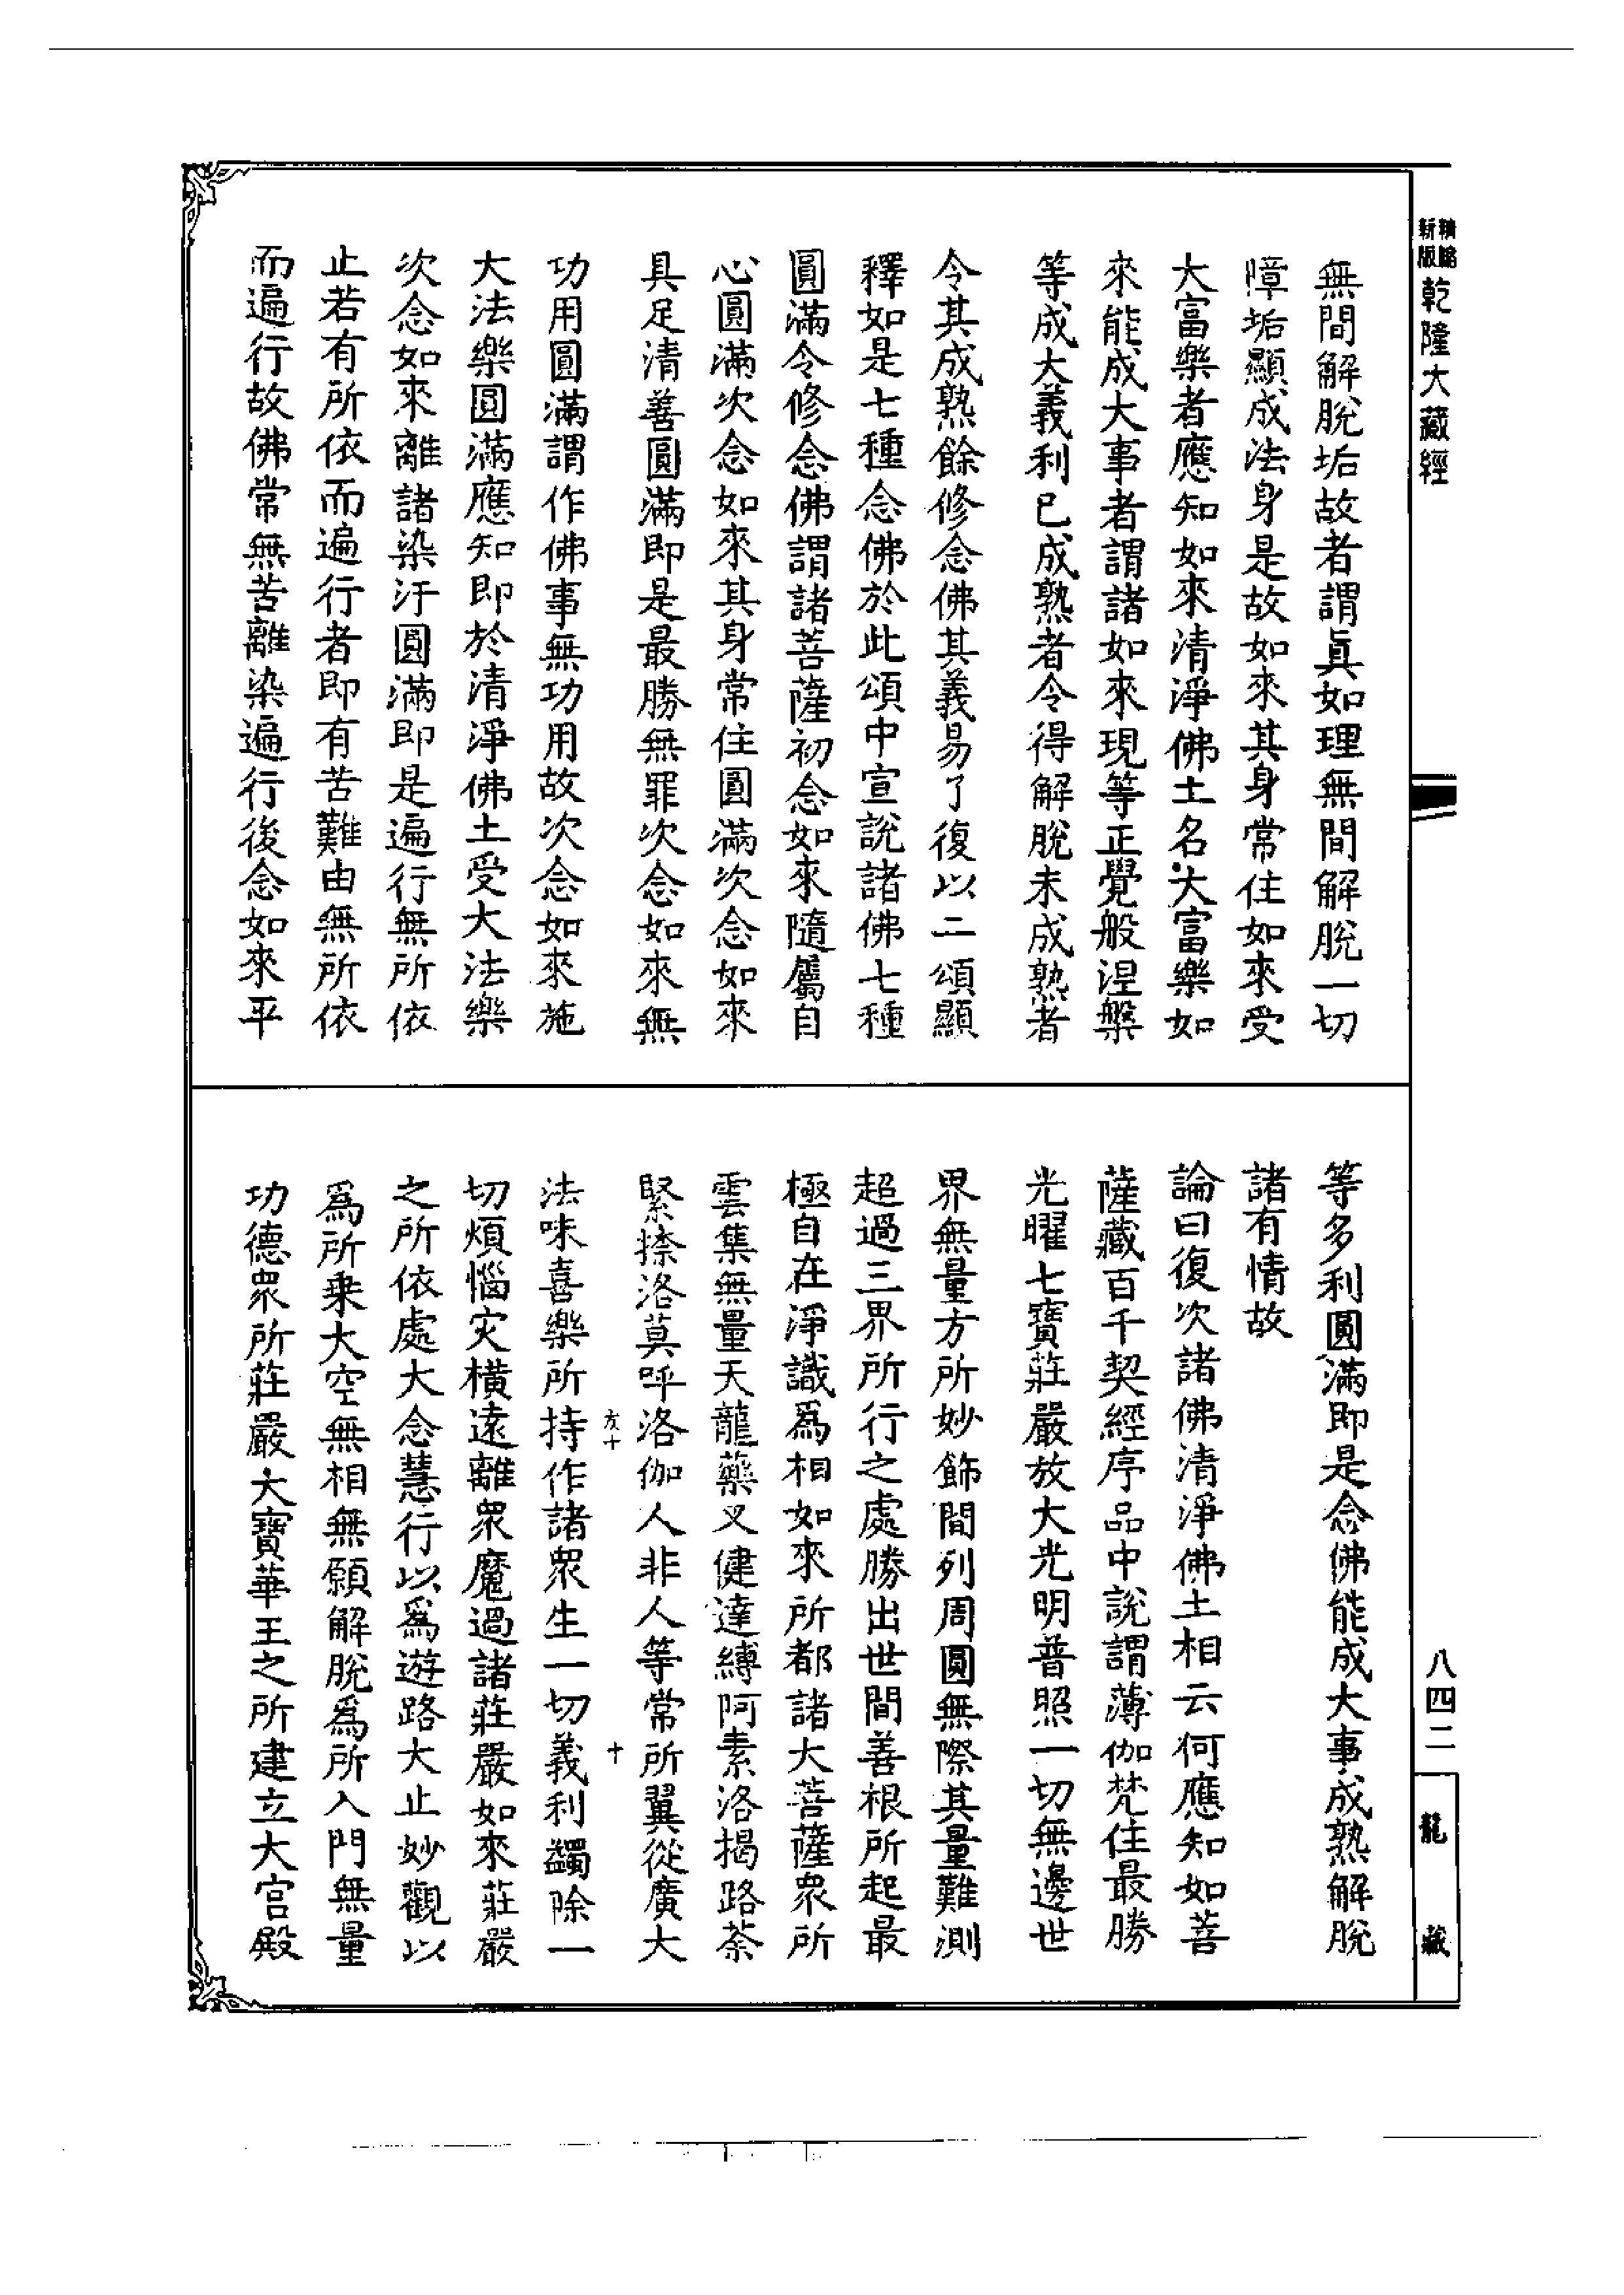 新版
精縮
乾隆大藏經
無間解脫垢故者謂真如理無間解脫一切
障垢顯成法身是故如來其身常住如來受
大富樂者應知如來清淨佛土名大富樂如
來能成大事者謂諸如來現等正覺般涅槃
等成大義利已成熟者令得解脫未成熟者
令其成熟餘修念佛其義易了復以二頌顯
釋如是七種念佛於此頌中宣說諸佛七種
圓滿令修念佛謂諸菩薩初念如來隨屬自
心圓滿次念如來其身常住圓滿次念如來
具足清善圓滿即是最勝無罪次念如來無
功用圓滿謂作佛事無功用故次念如來施
大法樂圓滿應知即於清淨佛土受大法樂
次念如來離諸染汙圓滿即是遍行無所依
止若有所依而遍行者即有苦難由無所依
而遍行故佛常無苦離染遍行後念如來平
等多利圓滿即是念佛能成大事成熟解脫
諸有情故
論曰復次諸佛清淨佛土相云何應知如菩
薩藏百千契經序品中說謂薄伽梵住最勝
光曜七寶莊嚴放大光明普照一切無邊世
界無量方所妙飾間列周圓無際其量難測
超過三界所行之處勝出世間善根所起最
極自在淨識為相如來所都諸大菩薩眾所
雲集無量天龍藥叉健達縛阿素洛揭路荼
緊捺洛莫呼洛伽人非人等常所翼從廣大
法味喜樂所持作諸眾生一切義利蠲除一
切煩惱災橫遠離眾魔過諸莊嚴如來莊嚴
之所依處大念慧行以為遊路大止妙觀以
為所乘大空無相無願解脫為所入門無量
功德眾所莊嚴大寶華王之所建立大宮殿
十
八四二
龍藏